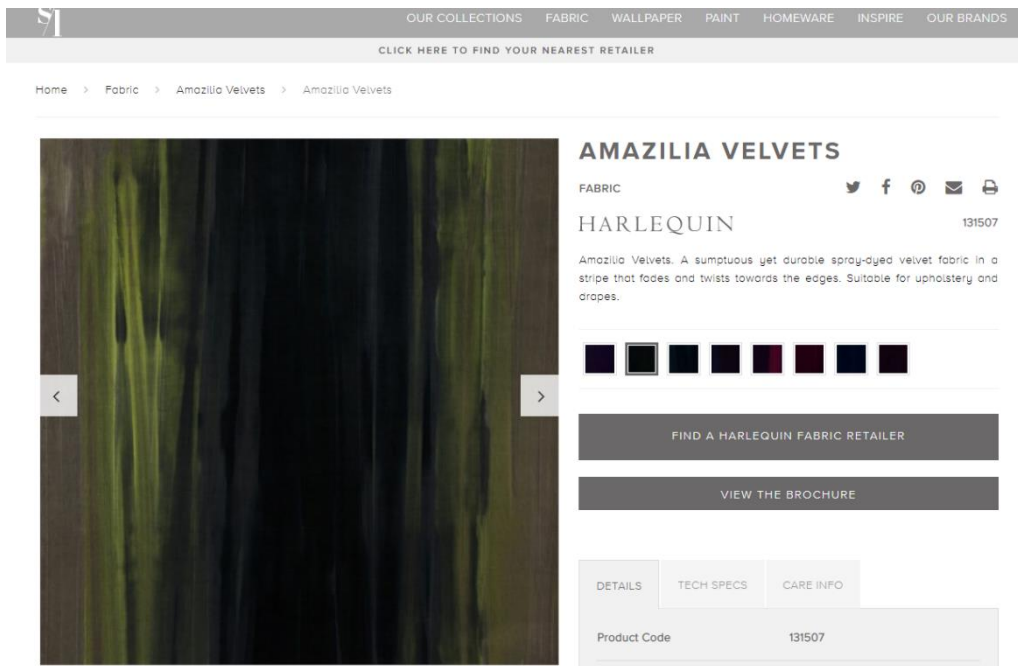 OUR COLLECTIONS FABRIC WALLPAPER PAINT HOMEWARE INSPIRE OUR BRANDS
CLICK HERE TO FIND YOUR NEAREST RETAILER
Home > Fabric > Amazilia Velvets > Amazilia Velvets
AMAZILIA VELVETS
FABRIC
HARLEQUIN 131507
Amazilia Velvets. A sumptuous yet durable spray-dyed velvet fabric in a
stripe that fades and twists towards the edges. Suitable for upholstery and
drapes.
FIND A HARLEQUIN FABRIC RETAILER
VIEW THE BROCHURE
DETAILS TECH SPECS CARE INFO
Product Code 131507